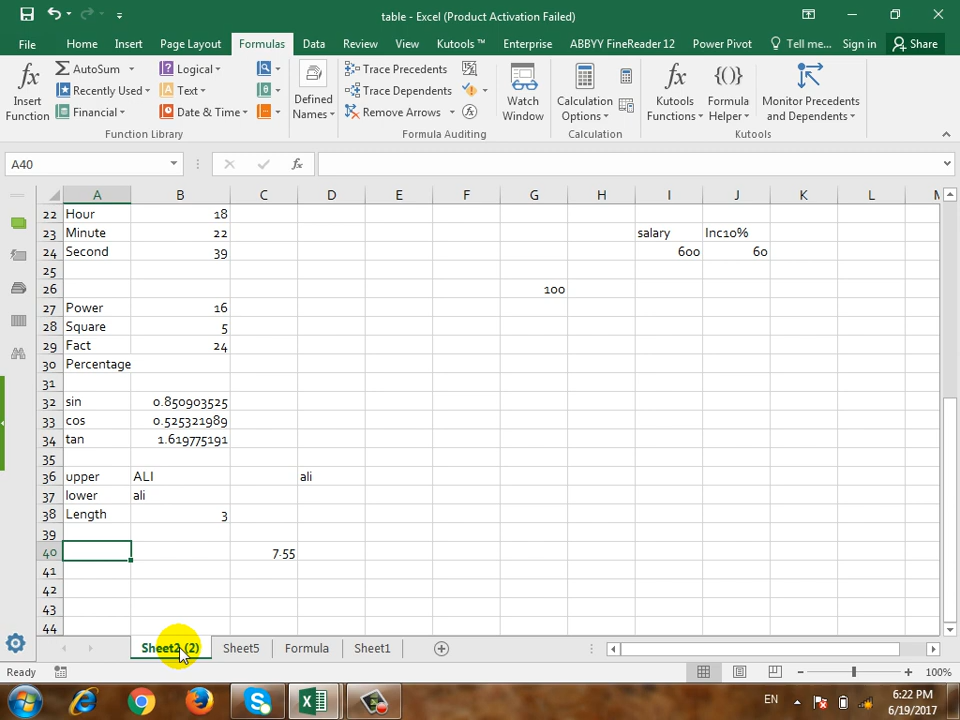 table - Excel (Product Activation Failed)
File Home Insert Page Layout Formulas Data Review View Kutools ™ Enterprise ABBYY FineReader 12 Power Pivot Tell me... Sign in Share
Insert Function
AutoSum
Recently Used
Financial
Logical
Text
Date & Time
Function Library
Defined Names
Trace Precedents
Trace Dependents
Remove Arrows
Formula Auditing
Watch Window
Calculation Options
Calculation
Kutools Functions
Formula Helper
Monitor Precedents and Dependents
Kutools
A40 fx
A B C D E F G H I J K L M
22 Hour 18
23 Minute 22 salary Inc10%
24 Second 39 600 60
25
26 100
27 Power 16
28 Square 5
29 Fact 24
30 Percentage
31
32 sin 0.850903525
33 cos 0.525321989
34 tan 1.619775191
35
36 upper ALI ali
37 lower ali
38 Length 3
39
40 7.55
41
42
43
44
Sheet2 (2) Sheet5 Formula Sheet1
Ready 100%
EN 6:22 PM
6/19/2017